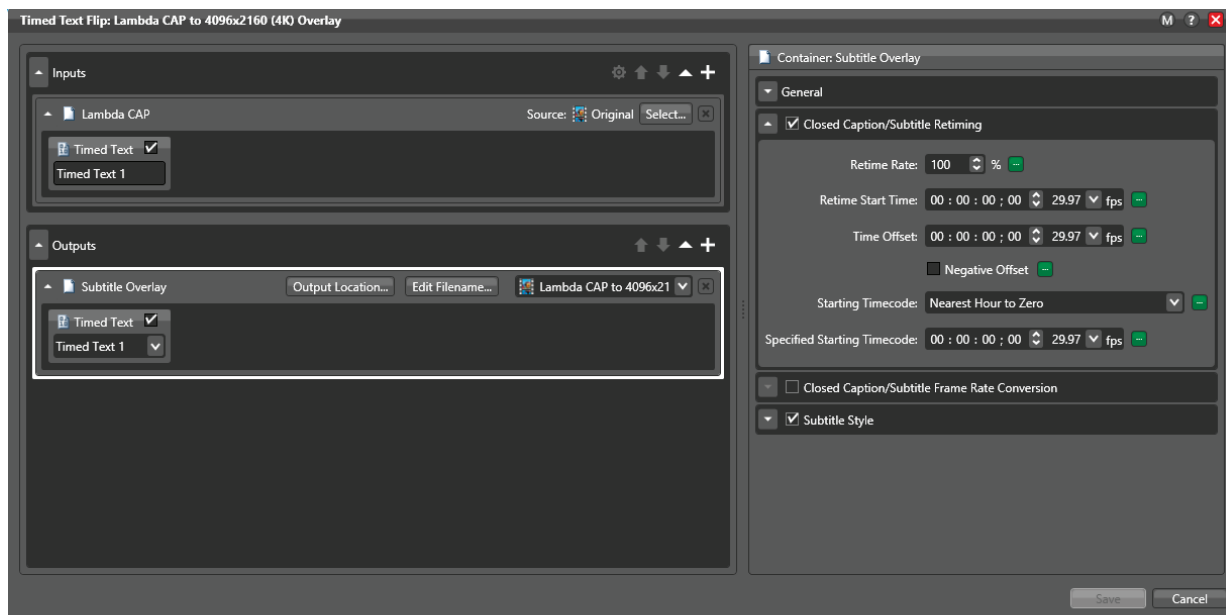 Timed Text Flip: Lambda CAP to 4096x2160 (4K) Overlay
M ?
Inputs
Lambda CAP
Source: Original Select...
Timed Text
Timed Text 1
Outputs
Subtitle Overlay
Output Location... Edit Filename... Lambda CAP to 4096x21
Timed Text
Timed Text 1
Container: Subtitle Overlay
General
Closed Caption/Subtitle Retiming
Retime Rate: 100 %
Retime Start Time: 00 : 00 : 00 ; 00 29.97 fps
Time Offset: 00 : 00 : 00 ; 00 29.97 fps
Negative Offset
Starting Timecode: Nearest Hour to Zero
Specified Starting Timecode: 00 : 00 : 00 ; 00 29.97 fps
Closed Caption/Subtitle Frame Rate Conversion
Subtitle Style
Save Cancel